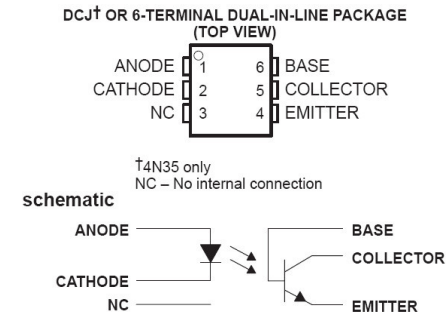 DCJ† OR 6-TERMINAL DUAL-IN-LINE PACKAGE
(TOP VIEW)
ANODE 1 6 BASE
CATHODE 2 5 COLLECTOR
NC 3 4 EMITTER
†4N35 only
NC – No internal connection
schematic
ANODE BASE
COLLECTOR
CATHODE
NC EMITTER